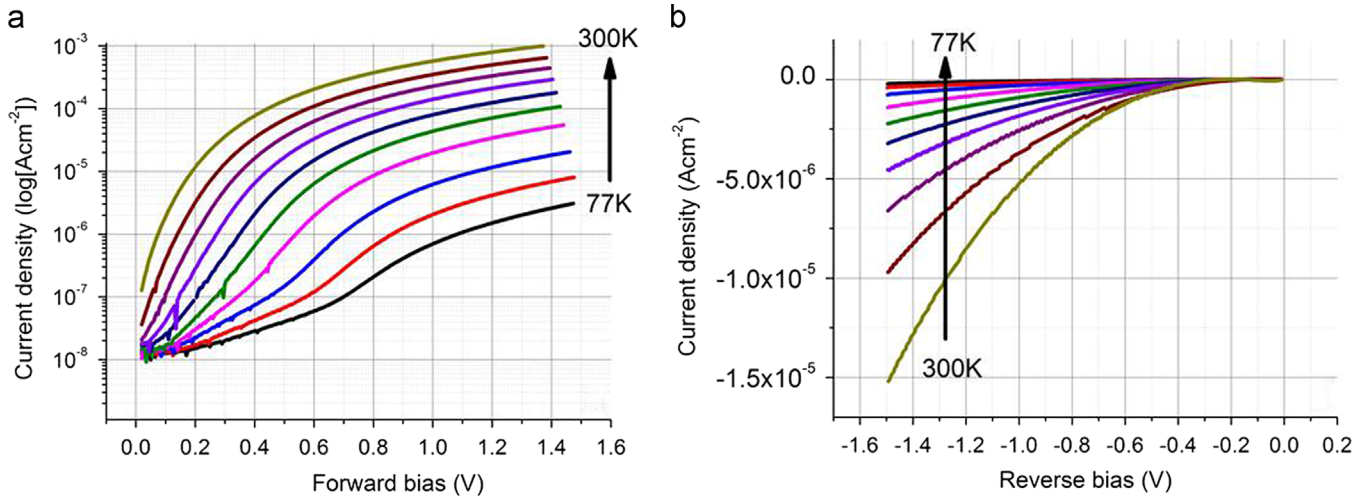 a
10⁻³
10⁻⁴
10⁻⁵
10⁻⁶
10⁻⁷
10⁻⁸
Current density (log[Acm⁻²])
300K
77K
0.0 0.2 0.4 0.6 0.8 1.0 1.2 1.4 1.6
Forward bias (V)
b
0.0
-5.0x10⁻⁶
-1.0x10⁻⁵
-1.5x10⁻⁵
Current density (Acm⁻²)
77K
300K
-1.6 -1.4 -1.2 -1.0 -0.8 -0.6 -0.4 -0.2 0.0 0.2
Reverse bias (V)